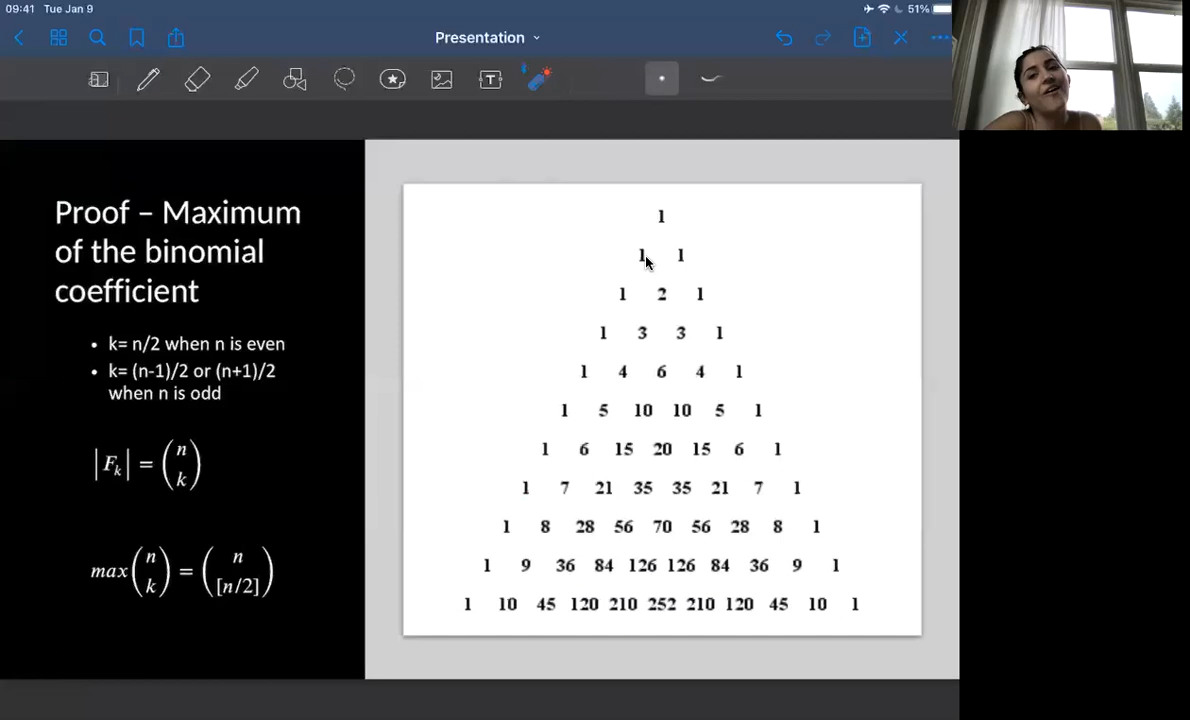 09:41 Tue Jan 9
51%
Presentation
T
Proof – Maximum
of the binomial
coefficient
• k= n/2 when n is even
• k= (n-1)/2 or (n+1)/2
when n is odd
|F_k| = (n k)
max(n k) = (n [n/2])
1
1 1
1 2 1
1 3 3 1
1 4 6 4 1
1 5 10 10 5 1
1 6 15 20 15 6 1
1 7 21 35 35 21 7 1
1 8 28 56 70 56 28 8 1
1 9 36 84 126 126 84 36 9 1
1 10 45 120 210 252 210 120 45 10 1